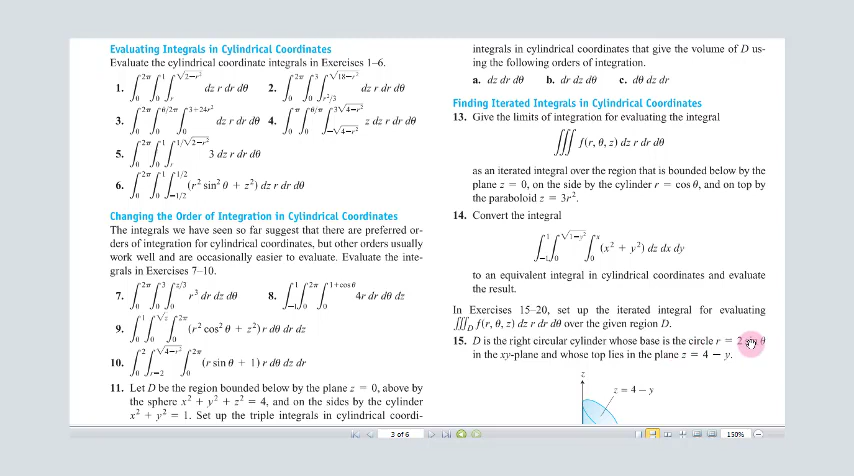 Evaluating Integrals in Cylindrical Coordinates
Evaluate the cylindrical coordinate integrals in Exercises 1–6.
1. ∫₀^{2π} ∫₀^{1} ∫_r^{√(2−r²)} dz r dr dθ 2. ∫₀^{2π} ∫₀^{3} ∫_{r²/3}^{√(18−r²)} dz r dr dθ
3. ∫₀^{2π} ∫₀^{θ/2π} ∫₀^{3+24r²} dz r dr dθ 4. ∫₀^{π} ∫₀^{θ/π} ∫_{−√(4−r²)}^{3√(4−r²)} z dz r dr dθ
5. ∫₀^{2π} ∫₀^{1} ∫_r^{1/√(2−r²)} 3 dz r dr dθ
6. ∫₀^{2π} ∫₀^{1} ∫_{−1/2}^{1/2} (r² sin² θ + z²) dz r dr dθ
Changing the Order of Integration in Cylindrical Coordinates
The integrals we have seen so far suggest that there are preferred or-
ders of integration for cylindrical coordinates, but other orders usually
work well and are occasionally easier to evaluate. Evaluate the inte-
grals in Exercises 7–10.
7. ∫₀^{2π} ∫₀^{3} ∫₀^{z/3} r³ dr dz dθ 8. ∫_{−1}^{1} ∫₀^{2π} ∫₀^{1+cos θ} 4r dr dθ dz
9. ∫₀^{1} ∫₀^{√z} ∫₀^{2π} (r² cos² θ + z²) r dθ dr dz
10. ∫₀^{2} ∫_{r−2}^{√(4−r²)} ∫₀^{2π} (r sin θ + 1) r dθ dz dr
11. Let D be the region bounded below by the plane z = 0, above by
the sphere x² + y² + z² = 4, and on the sides by the cylinder
x² + y² = 1. Set up the triple integrals in cylindrical coordi-
integrals in cylindrical coordinates that give the volume of D us-
ing the following orders of integration.
a. dz dr dθ b. dr dz dθ c. dθ dz dr
Finding Iterated Integrals in Cylindrical Coordinates
13. Give the limits of integration for evaluating the integral
∭ f(r, θ, z) dz r dr dθ
as an iterated integral over the region that is bounded below by the
plane z = 0, on the side by the cylinder r = cos θ, and on top by
the paraboloid z = 3r².
14. Convert the integral
∫_{−1}^{1} ∫₀^{√(1−y²)} ∫₀^{x} (x² + y²) dz dx dy
to an equivalent integral in cylindrical coordinates and evaluate
the result.
In Exercises 15–20, set up the iterated integral for evaluating
∭_D f(r, θ, z) dz r dr dθ over the given region D.
15. D is the right circular cylinder whose base is the circle r = 2 sin θ
in the xy-plane and whose top lies in the plane z = 4 − y.
z
z = 4 − y
3 of 6
150%